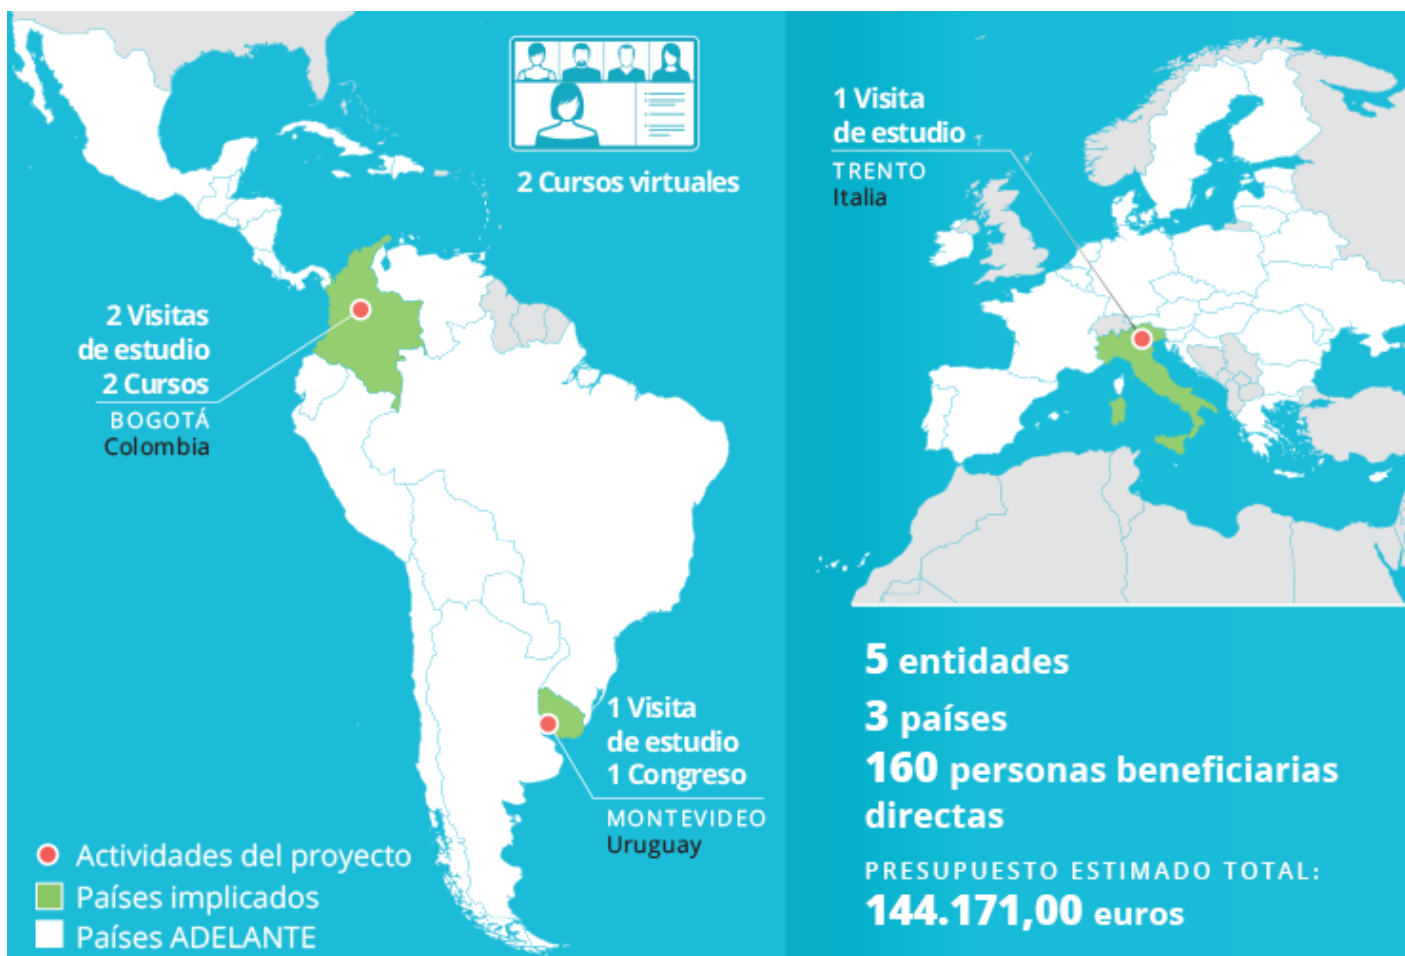 2 Cursos virtuales
2 Visitas
de estudio
2 Cursos
BOGOTÁ
Colombia
1 Visita
de estudio
1 Congreso
MONTEVIDEO
Uruguay
Actividades del proyecto
Países implicados
Países ADELANTE
1 Visita
de estudio
TRENTO
Italia
5 entidades
3 países
160 personas beneficiarias
directas
PRESUPUESTO ESTIMADO TOTAL:
144.171,00 euros